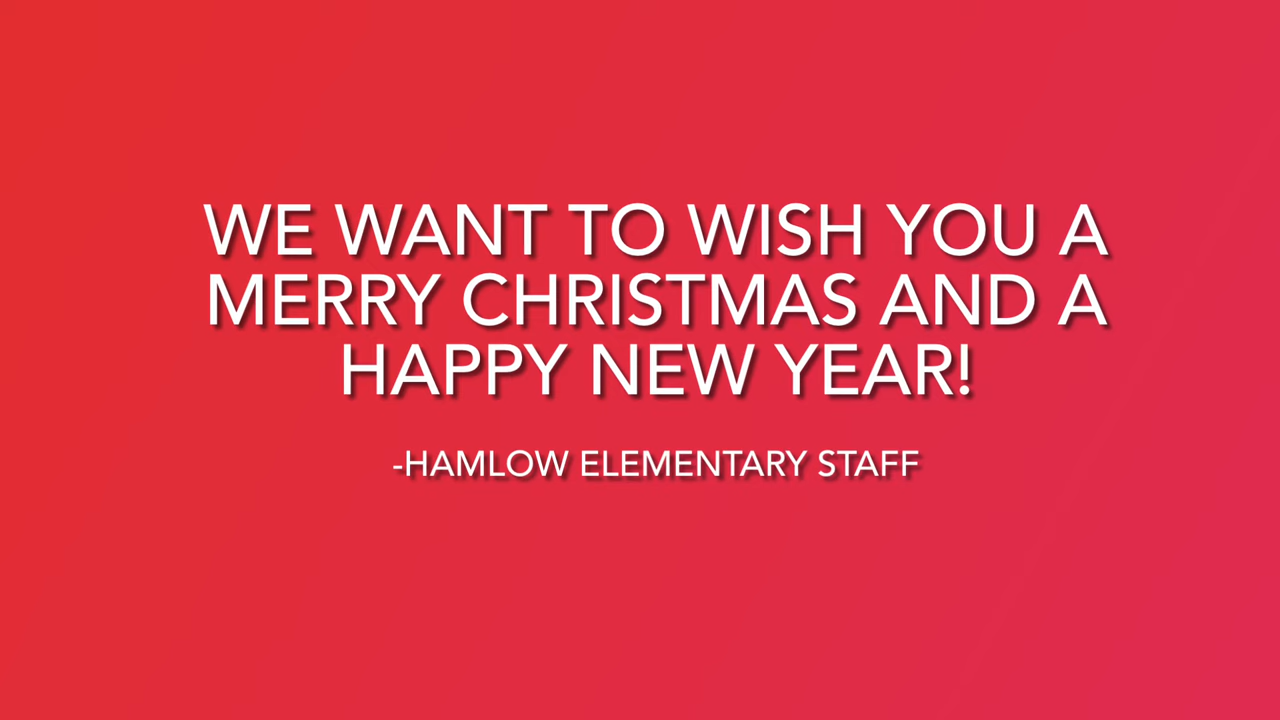 WE WANT TO WISH YOU A
MERRY CHRISTMAS AND A
HAPPY NEW YEAR!
-HAMLOW ELEMENTARY STAFF